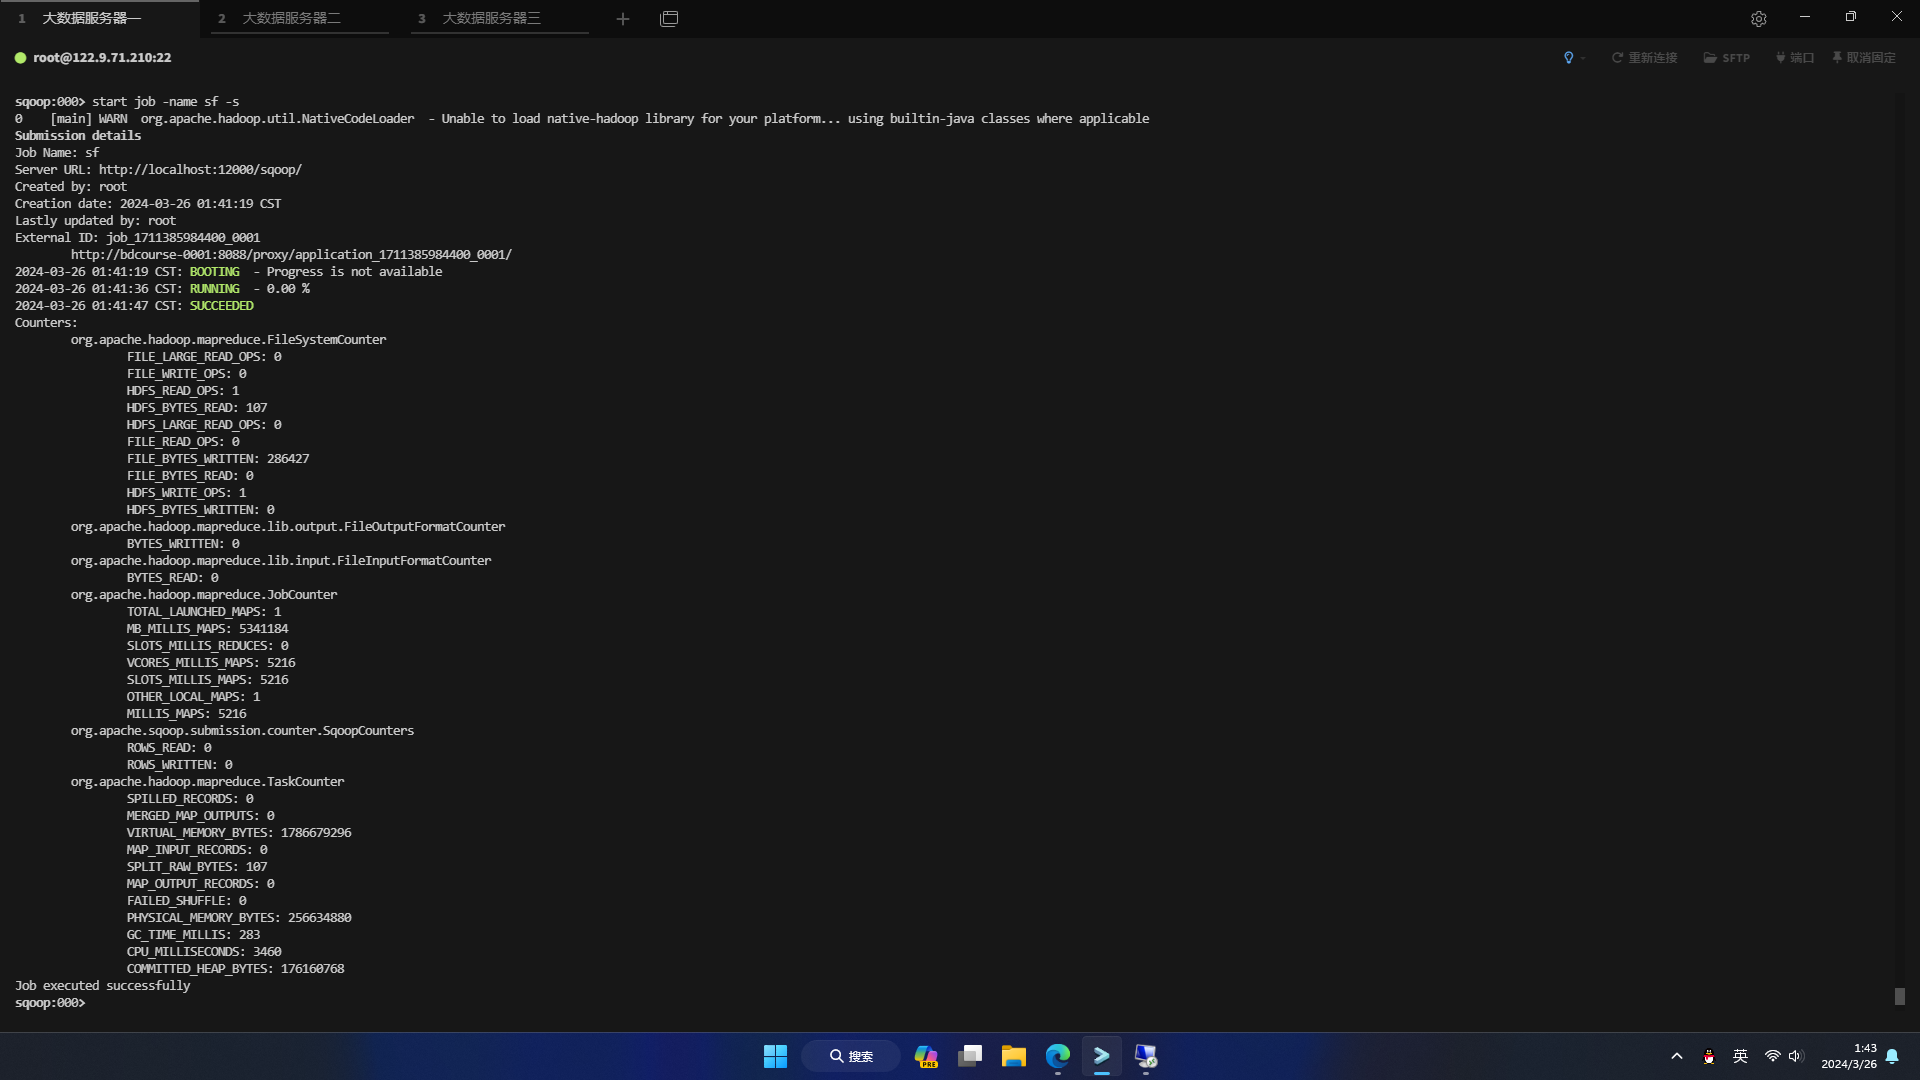 1 大数据服务器一 2 大数据服务器二 3 大数据服务器三
root@122.9.71.210:22 重新连接 SFTP 端口 取消固定
sqoop:000> start job -name sf -s
0    [main] WARN  org.apache.hadoop.util.NativeCodeLoader  - Unable to load native-hadoop library for your platform... using builtin-java classes where applicable
Submission details
Job Name: sf
Server URL: http://localhost:12000/sqoop/
Created by: root
Creation date: 2024-03-26 01:41:19 CST
Lastly updated by: root
External ID: job_1711385984400_0001
http://bdcourse-0001:8088/proxy/application_1711385984400_0001/
2024-03-26 01:41:19 CST: BOOTING  - Progress is not available
2024-03-26 01:41:36 CST: RUNNING  - 0.00 %
2024-03-26 01:41:47 CST: SUCCEEDED
Counters:
org.apache.hadoop.mapreduce.FileSystemCounter
FILE_LARGE_READ_OPS: 0
FILE_WRITE_OPS: 0
HDFS_READ_OPS: 1
HDFS_BYTES_READ: 107
HDFS_LARGE_READ_OPS: 0
FILE_READ_OPS: 0
FILE_BYTES_WRITTEN: 286427
FILE_BYTES_READ: 0
HDFS_WRITE_OPS: 1
HDFS_BYTES_WRITTEN: 0
org.apache.hadoop.mapreduce.lib.output.FileOutputFormatCounter
BYTES_WRITTEN: 0
org.apache.hadoop.mapreduce.lib.input.FileInputFormatCounter
BYTES_READ: 0
org.apache.hadoop.mapreduce.JobCounter
TOTAL_LAUNCHED_MAPS: 1
MB_MILLIS_MAPS: 5341184
SLOTS_MILLIS_REDUCES: 0
VCORES_MILLIS_MAPS: 5216
SLOTS_MILLIS_MAPS: 5216
OTHER_LOCAL_MAPS: 1
MILLIS_MAPS: 5216
org.apache.sqoop.submission.counter.SqoopCounters
ROWS_READ: 0
ROWS_WRITTEN: 0
org.apache.hadoop.mapreduce.TaskCounter
SPILLED_RECORDS: 0
MERGED_MAP_OUTPUTS: 0
VIRTUAL_MEMORY_BYTES: 1786679296
MAP_INPUT_RECORDS: 0
SPLIT_RAW_BYTES: 107
MAP_OUTPUT_RECORDS: 0
FAILED_SHUFFLE: 0
PHYSICAL_MEMORY_BYTES: 256634880
GC_TIME_MILLIS: 283
CPU_MILLISECONDS: 3460
COMMITTED_HEAP_BYTES: 176160768
Job executed successfully
sqoop:000>
搜索 PRE 英 1:43
2024/3/26